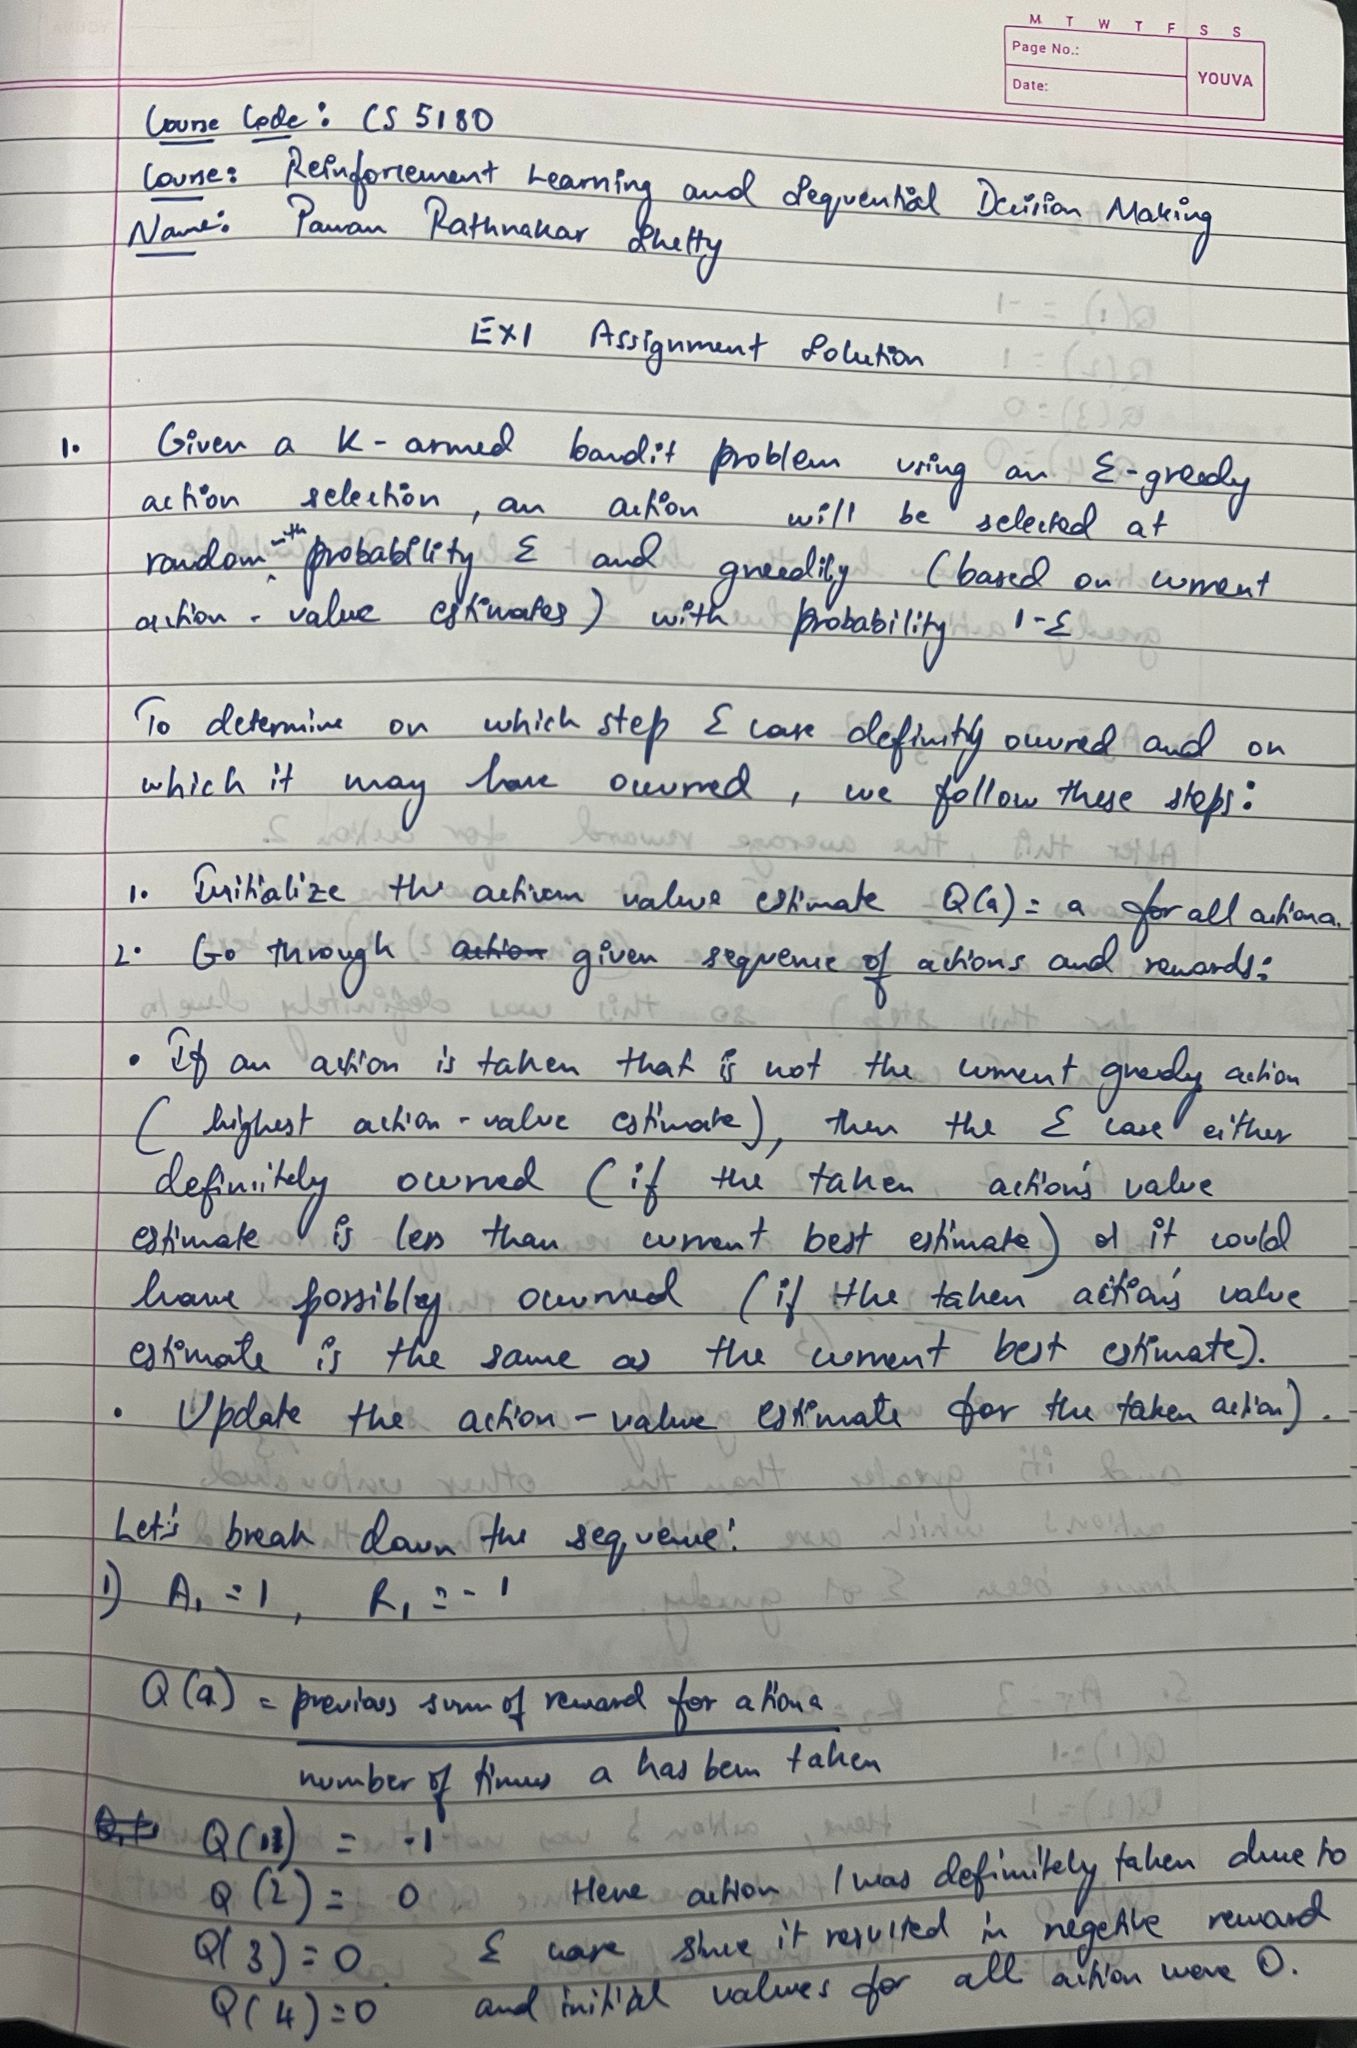 M T W T F S S
Page No.:
YOUVA
Date:
Course Code: CS 5180
Course: Reinforcement Learning and Sequential Decision Making
Name: Pawan Rathnakar Shetty
EX1 Assignment Solution
1. Given a K-armed bandit problem using an ε-greedy
action selection, an action will be selected at
random with probability ε and greedily (based on current
action-value estimates) with probability 1-ε
To determine on which step ε case definitly occured and on
which it may have occurred, we follow these steps:
1. Initialize the action value estimate Q(a) = a for all action a.
2. Go through action given sequence of actions and rewards:
• If an action is taken that is not the current greedy action
(highest action-value estimate), then the ε case either
definiitely occurred (if the taken action's value
estimate is less than current best estimate) or it could
have possibly occurred (if the taken action's value
estimate is the same as the current best estimate).
• Update the action-value estimate for the taken action).
Let's break down the sequence:
1) A₁ = 1, R₁ = -1
Q(a) = previous sum of reward for a tion a
number of times a has been taken
Q(1) = -1
Q(2) = 0 Here action 1 was definitely taken due to
Q(3) = 0 ε case since it resulted in negetive reward
Q(4) = 0 and initial values for all action were 0.